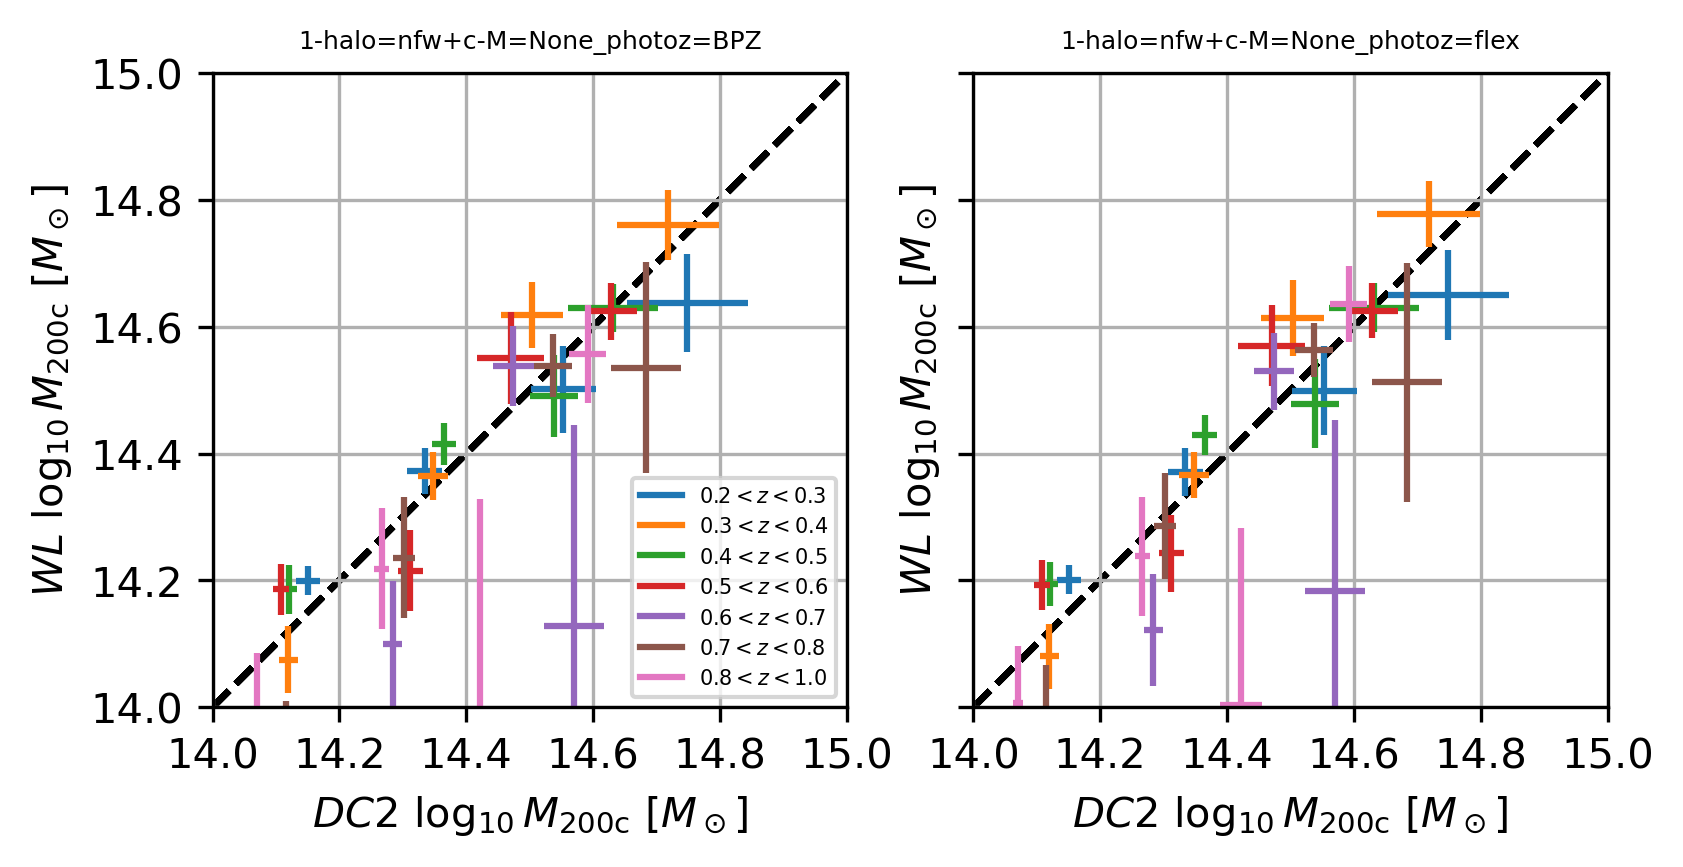 1-halo=nfw+c-M=None_photoz=BPZ
1-halo=nfw+c-M=None_photoz=flex
15.0
14.8
14.6
14.4
14.2
14.0
WL log₁₀ M₂₀₀c [M⊙]
WL log₁₀ M₂₀₀c [M⊙]
0.2 < z < 0.3
0.3 < z < 0.4
0.4 < z < 0.5
0.5 < z < 0.6
0.6 < z < 0.7
0.7 < z < 0.8
0.8 < z < 1.0
14.0 14.2 14.4 14.6 14.8 15.0
14.0 14.2 14.4 14.6 14.8 15.0
DC2 log₁₀ M₂₀₀c [M⊙]
DC2 log₁₀ M₂₀₀c [M⊙]